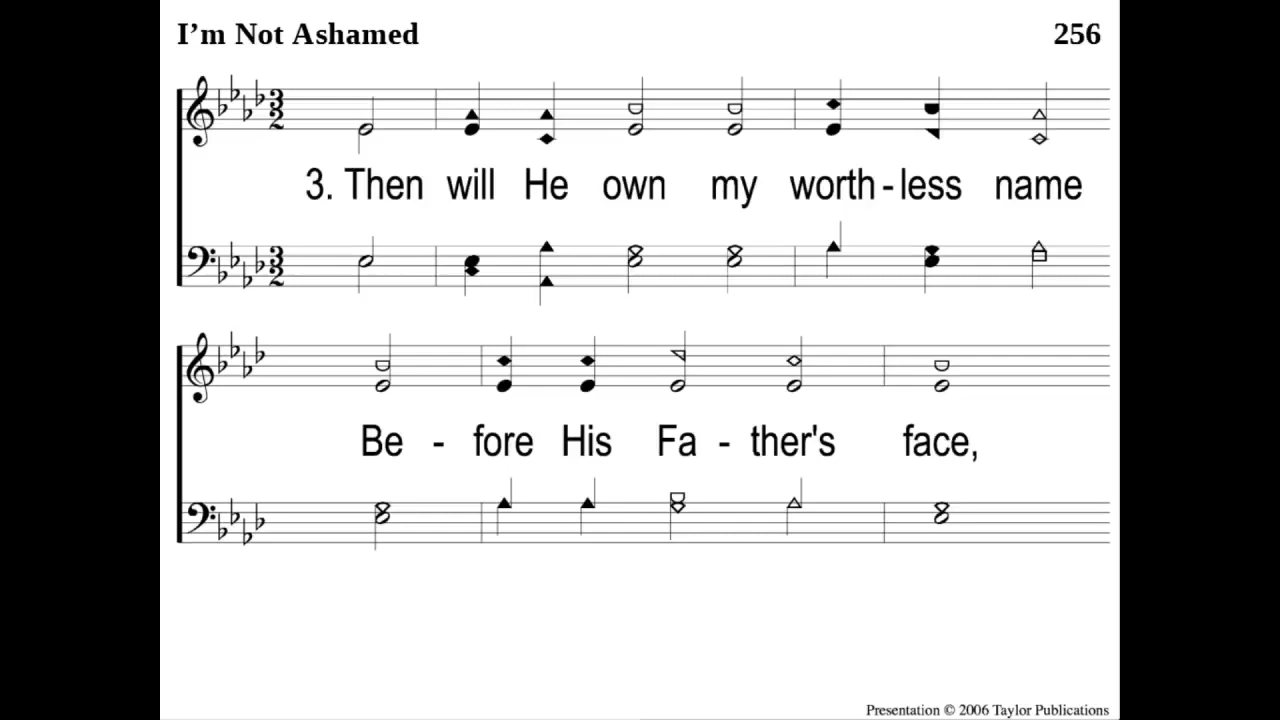 I'm Not Ashamed 256
3. Then will He own my worth-less name
Be - fore His Fa - ther's face,
Presentation © 2006 Taylor Publications